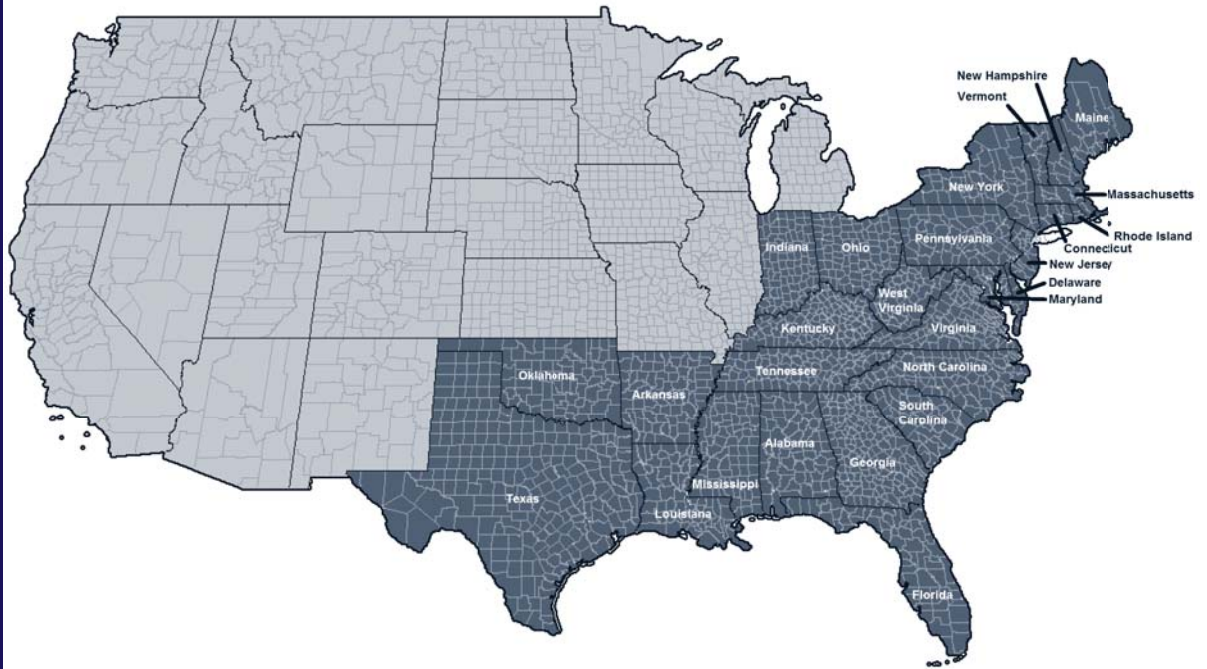 New Hampshire
Vermont
Maine
New York
Massachusetts
Rhode Island
Connecticut
New Jersey
Delaware
Maryland
Pennsylvania
Ohio
Indiana
West
Virginia
Virginia
Kentucky
North Carolina
Tennessee
Oklahoma
Arkansas
South
Carolina
Alabama
Georgia
Mississippi
Texas
Louisiana
Florida